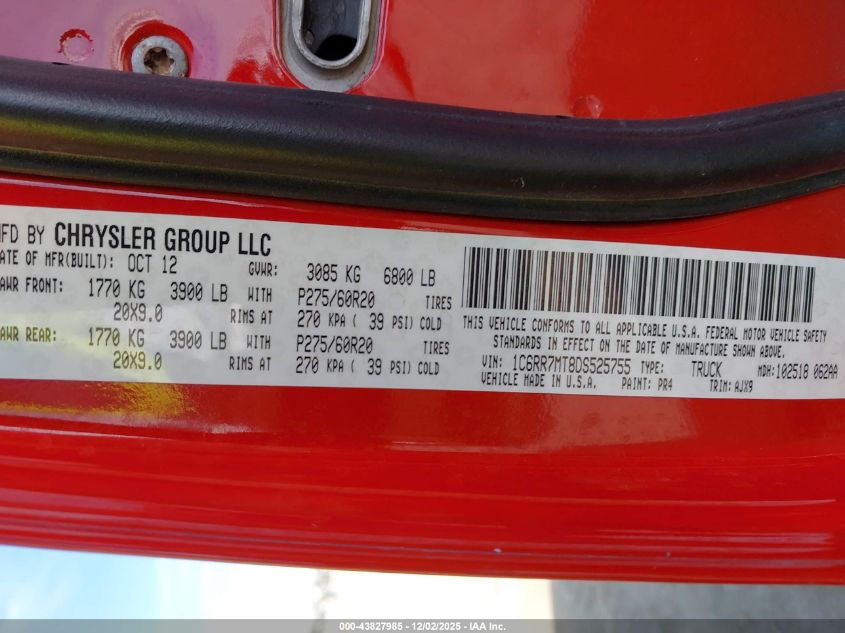 MFD BY CHRYSLER GROUP LLC
DATE OF MFR(BUILT): OCT 12 GVWR: 3085 KG 6800 LB
GAWR FRONT: 1770 KG 3900 LB WITH P275/60R20 TIRES
20X9.0 RIMS AT 270 KPA ( 39 PSI) COLD
GAWR REAR: 1770 KG 3900 LB WITH P275/60R20 TIRES
20X9.0 RIMS AT 270 KPA ( 39 PSI) COLD
THIS VEHICLE CONFORMS TO ALL APPLICABLE U.S.A. FEDERAL MOTOR VEHICLE SAFETY
STANDARDS IN EFFECT ON THE DATE OF MANUFACTURE SHOWN ABOVE.
VIN: 1C6RR7MT8DS525755 TYPE: TRUCK MDH:102518 062AA
VEHICLE MADE IN U.S.A. PAINT: PR4 TRIM: AJX9
000-43827985 - 12/02/2025 - IAA Inc.